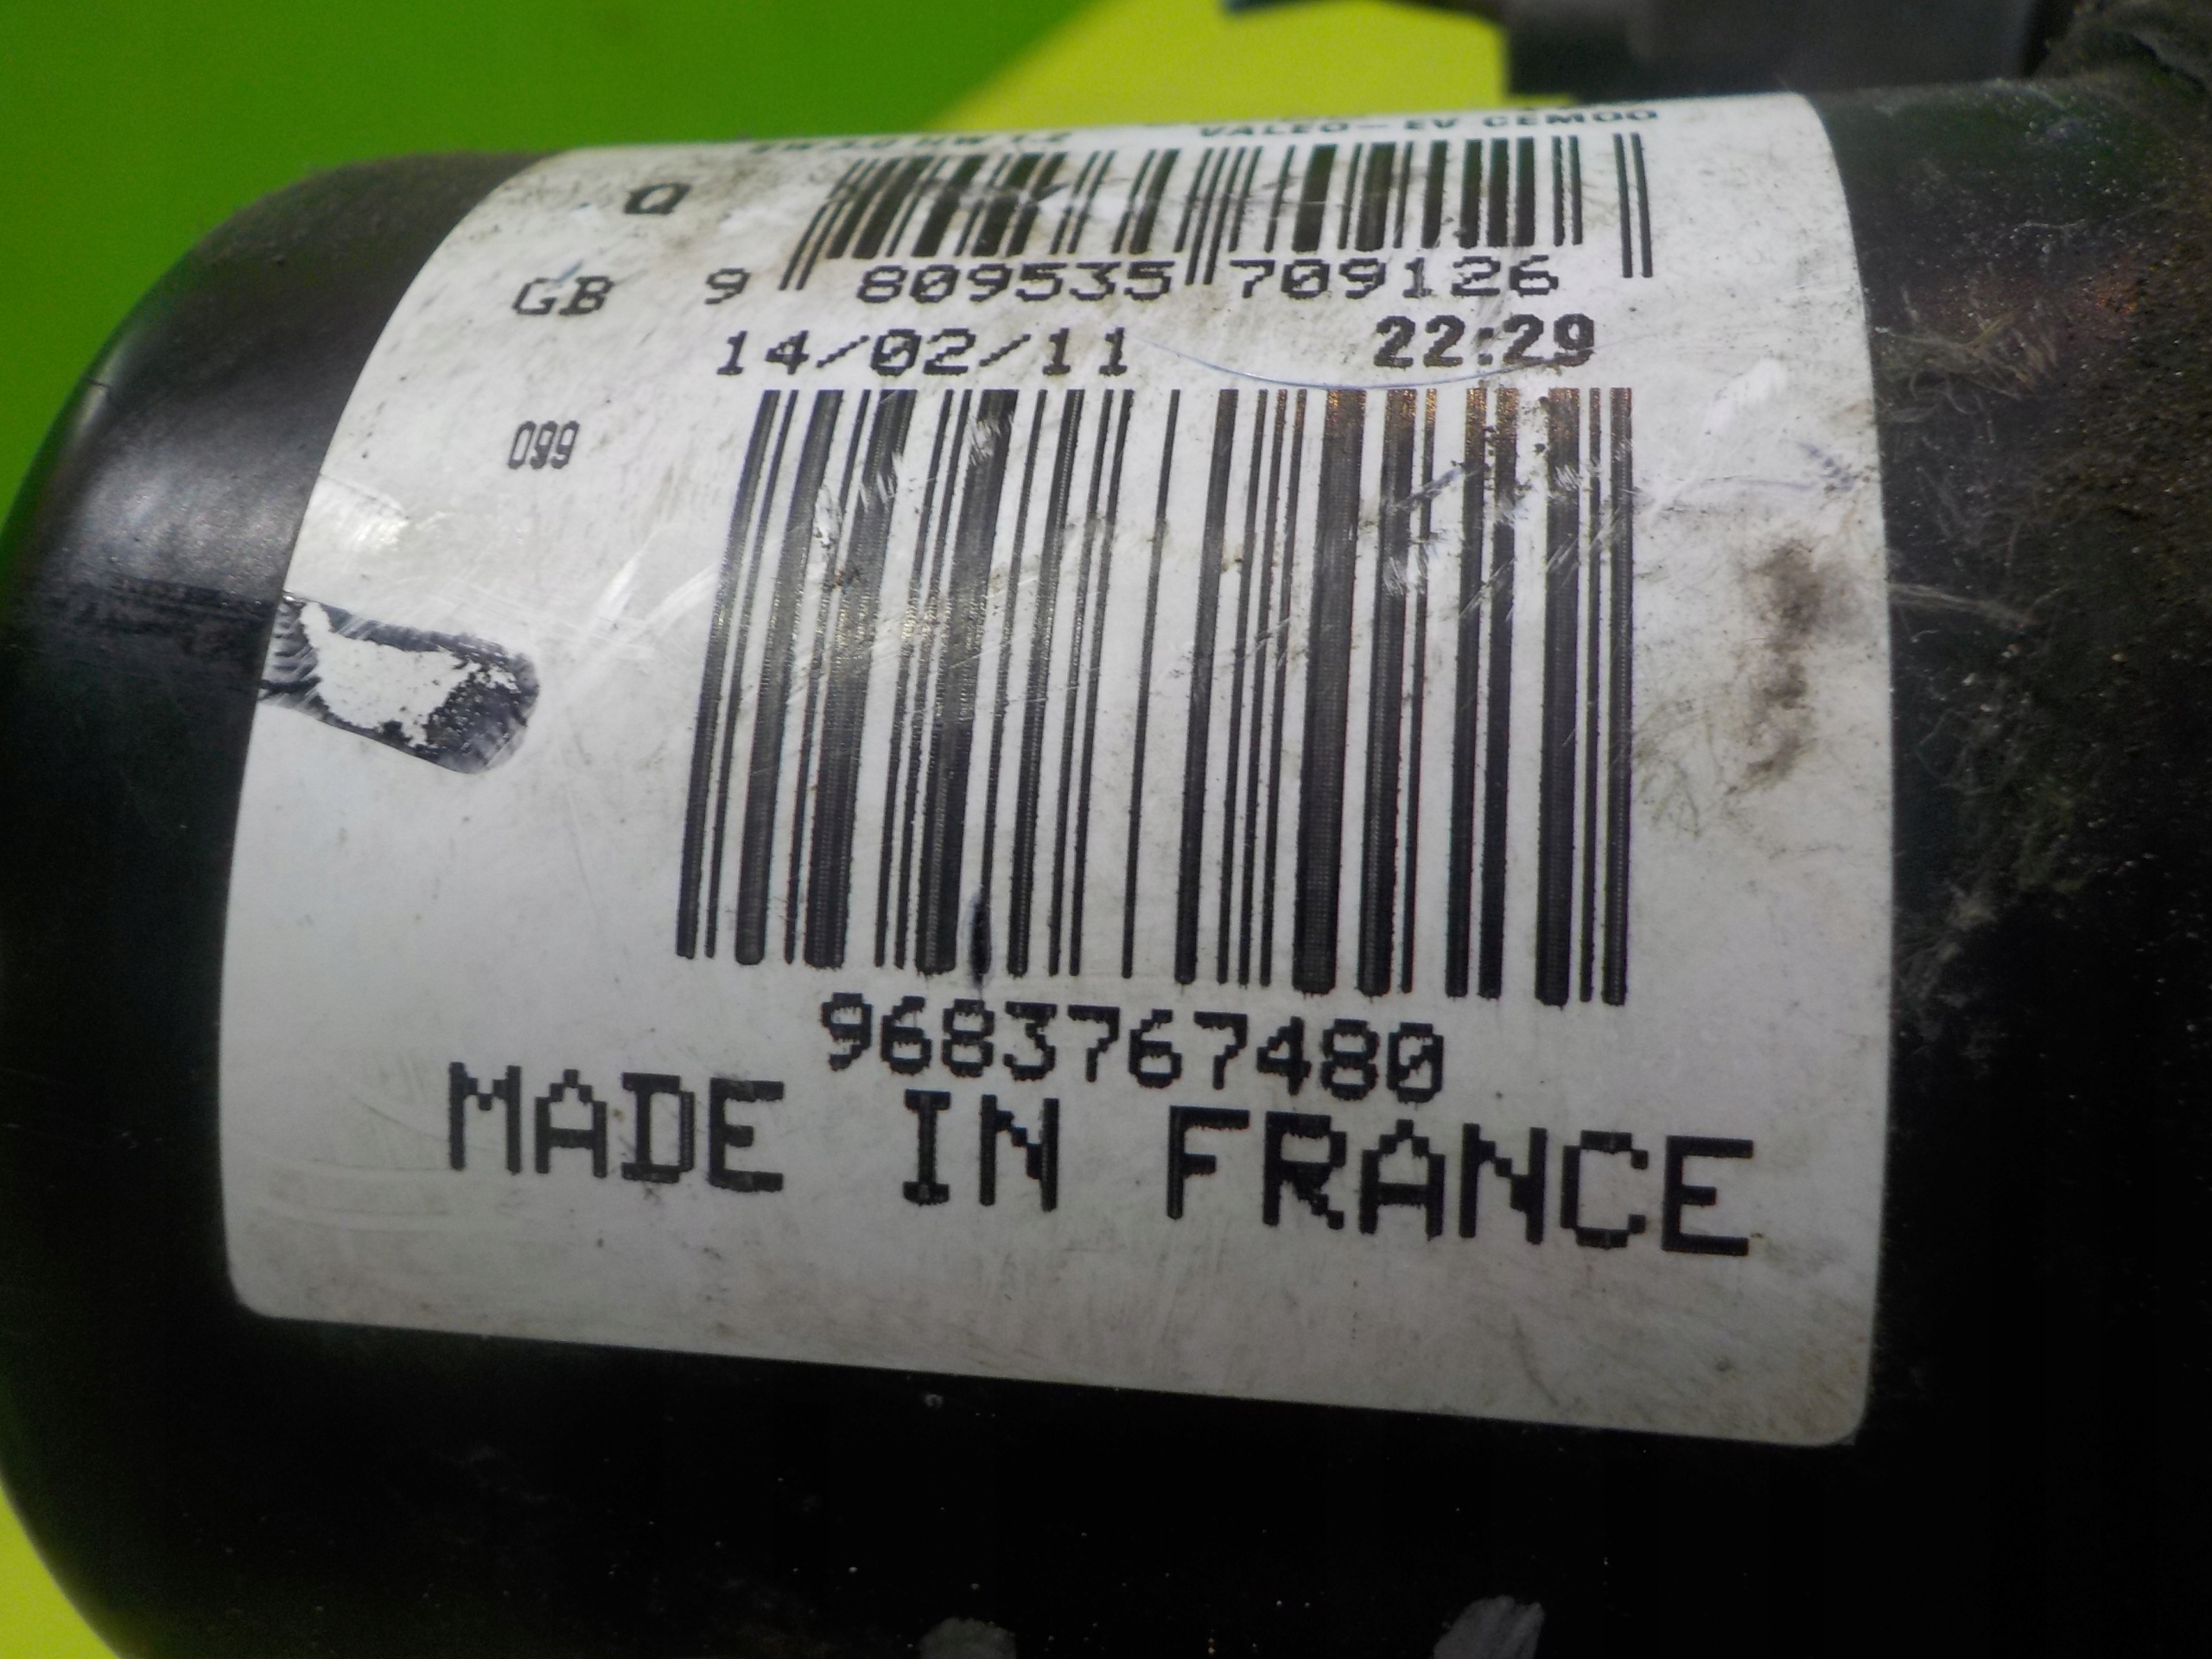 VALEO-EV CEMOO
Q
GB 9 809535 709126
14/02/11 22:29
099
9683767480
MADE IN FRANCE